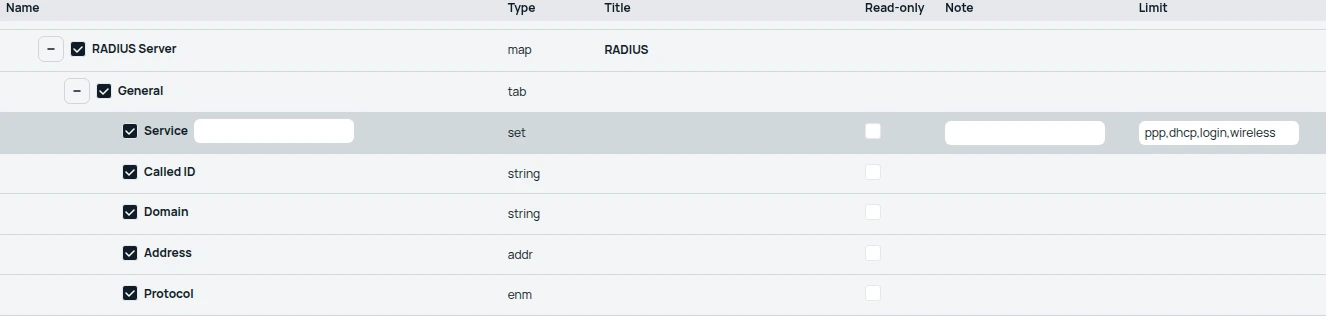 Name Type Title Read-only Note Limit
− RADIUS Server map RADIUS
− General tab
Service set ppp,dhcp,login,wireless
Called ID string
Domain string
Address addr
Protocol enm